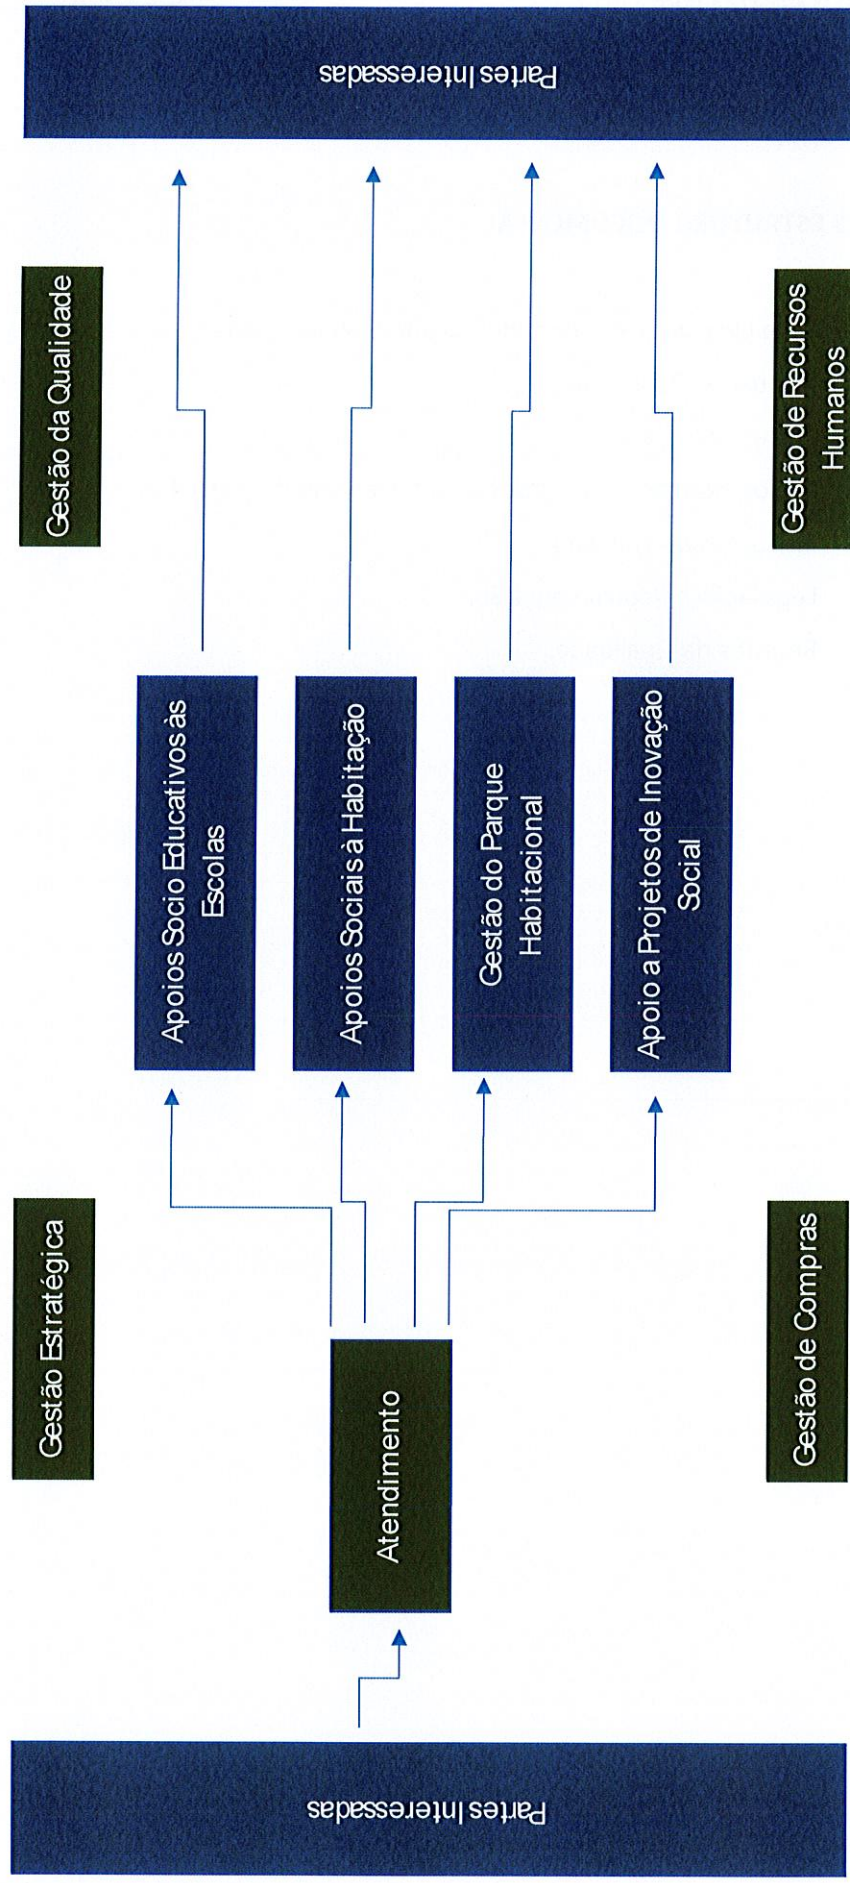 Partes Interessadas
Gestão Estratégica
Gestão da Qualidade
Atendimento
Apoios Socio Educativos às
Escolas
Apoios Sociais à Habitação
Gestão do Parque
Habitacional
Apoio a Projetos de Inovação
Social
Gestão de Compras
Gestão de Recursos
Humanos
Partes Interessadas